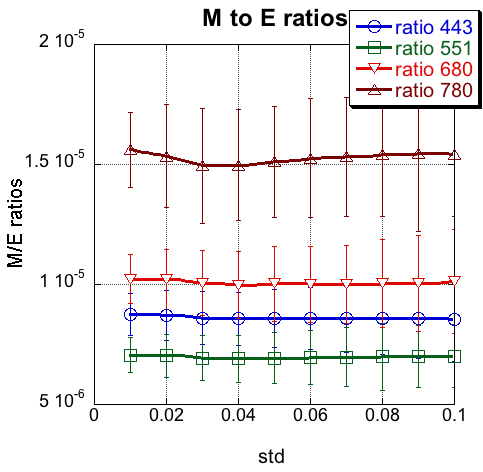 M to E ratios
ratio 443
ratio 551
ratio 680
ratio 780
2 10⁻⁵
1.5 10⁻⁵
1 10⁻⁵
5 10⁻⁶
M/E ratios
0 0.02 0.04 0.06 0.08 0.1
std